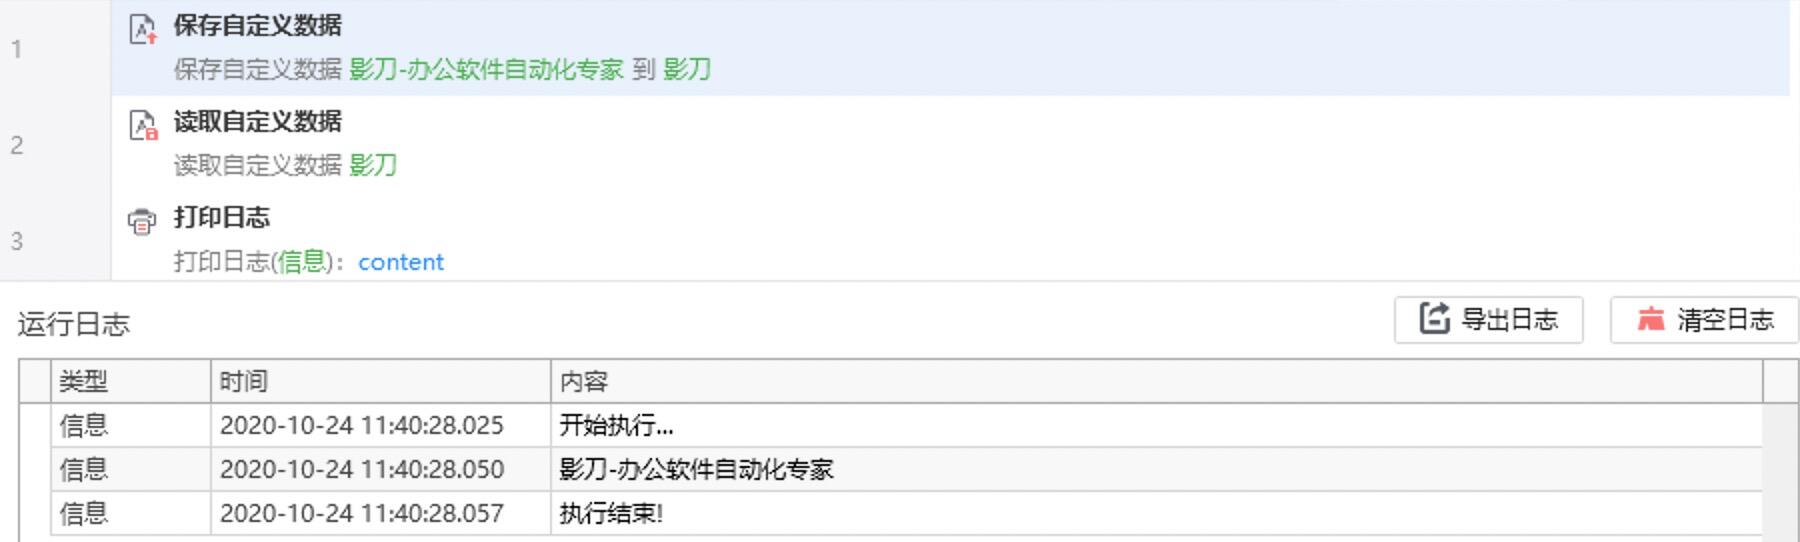 1
保存自定义数据
保存自定义数据 影刀-办公软件自动化专家 到 影刀
2
读取自定义数据
读取自定义数据 影刀
3
打印日志
打印日志(信息)：content
运行日志 导出日志 清空日志
类型 时间 内容
信息 2020-10-24 11:40:28.025 开始执行...
信息 2020-10-24 11:40:28.050 影刀-办公软件自动化专家
信息 2020-10-24 11:40:28.057 执行结束!